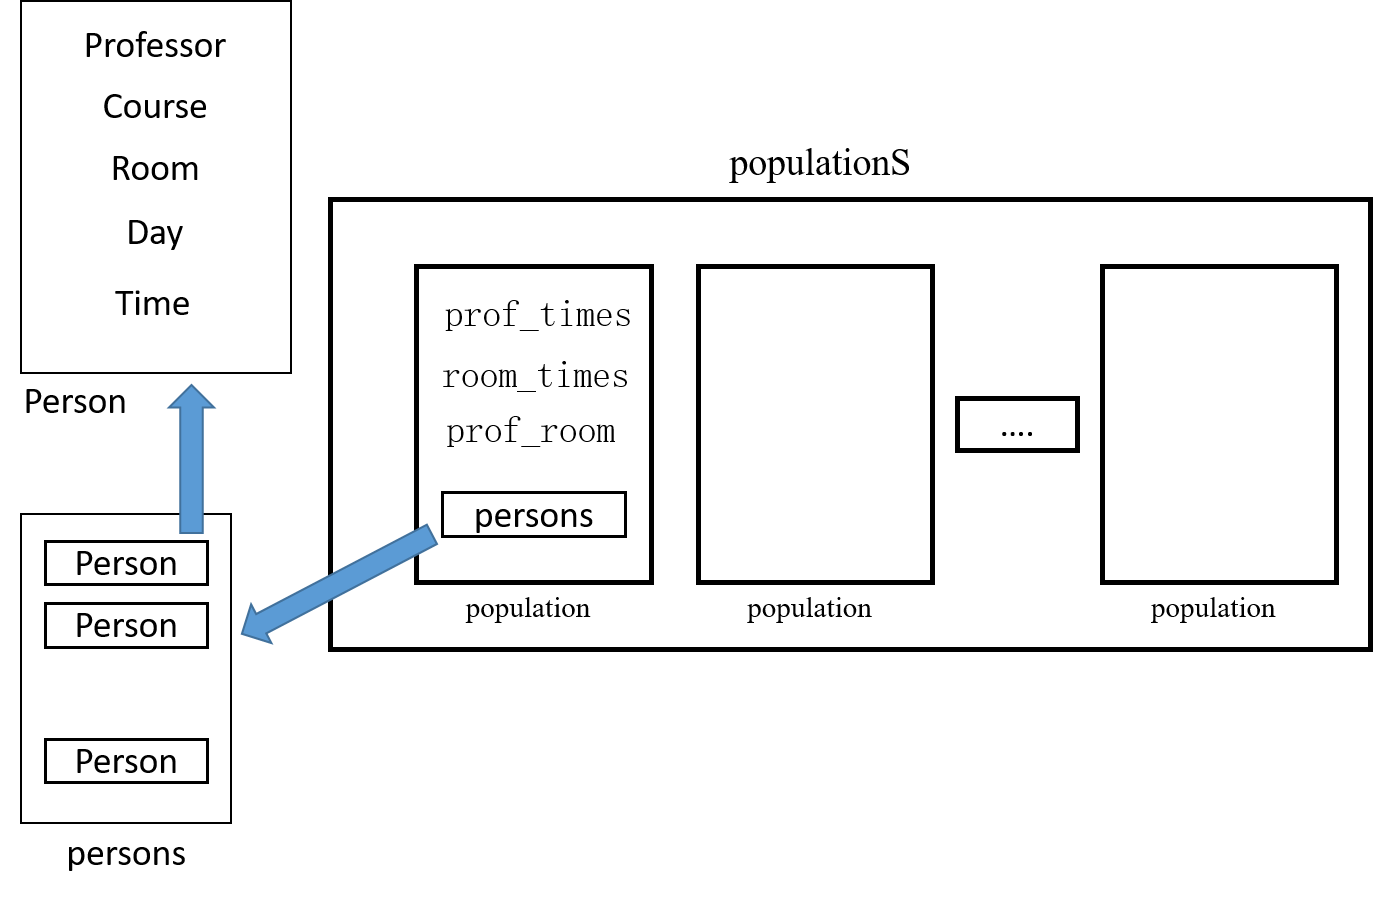 Professor
Course
Room
Day
Time
Person
populationS
prof_times
room_times
prof_room
persons
population
population
....
population
Person
Person
Person
persons